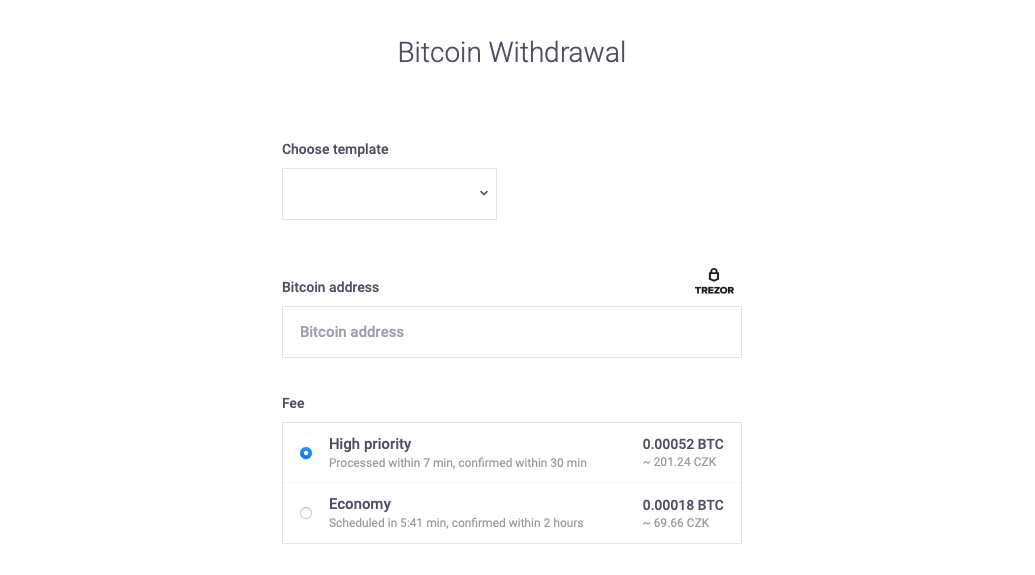 Bitcoin Withdrawal
Choose template
Bitcoin address
TREZOR
Bitcoin address
Fee
High priority
0.00052 BTC
Processed within 7 min, confirmed within 30 min
~ 201.24 CZK
Economy
0.00018 BTC
Scheduled in 5:41 min, confirmed within 2 hours
~ 69.66 CZK